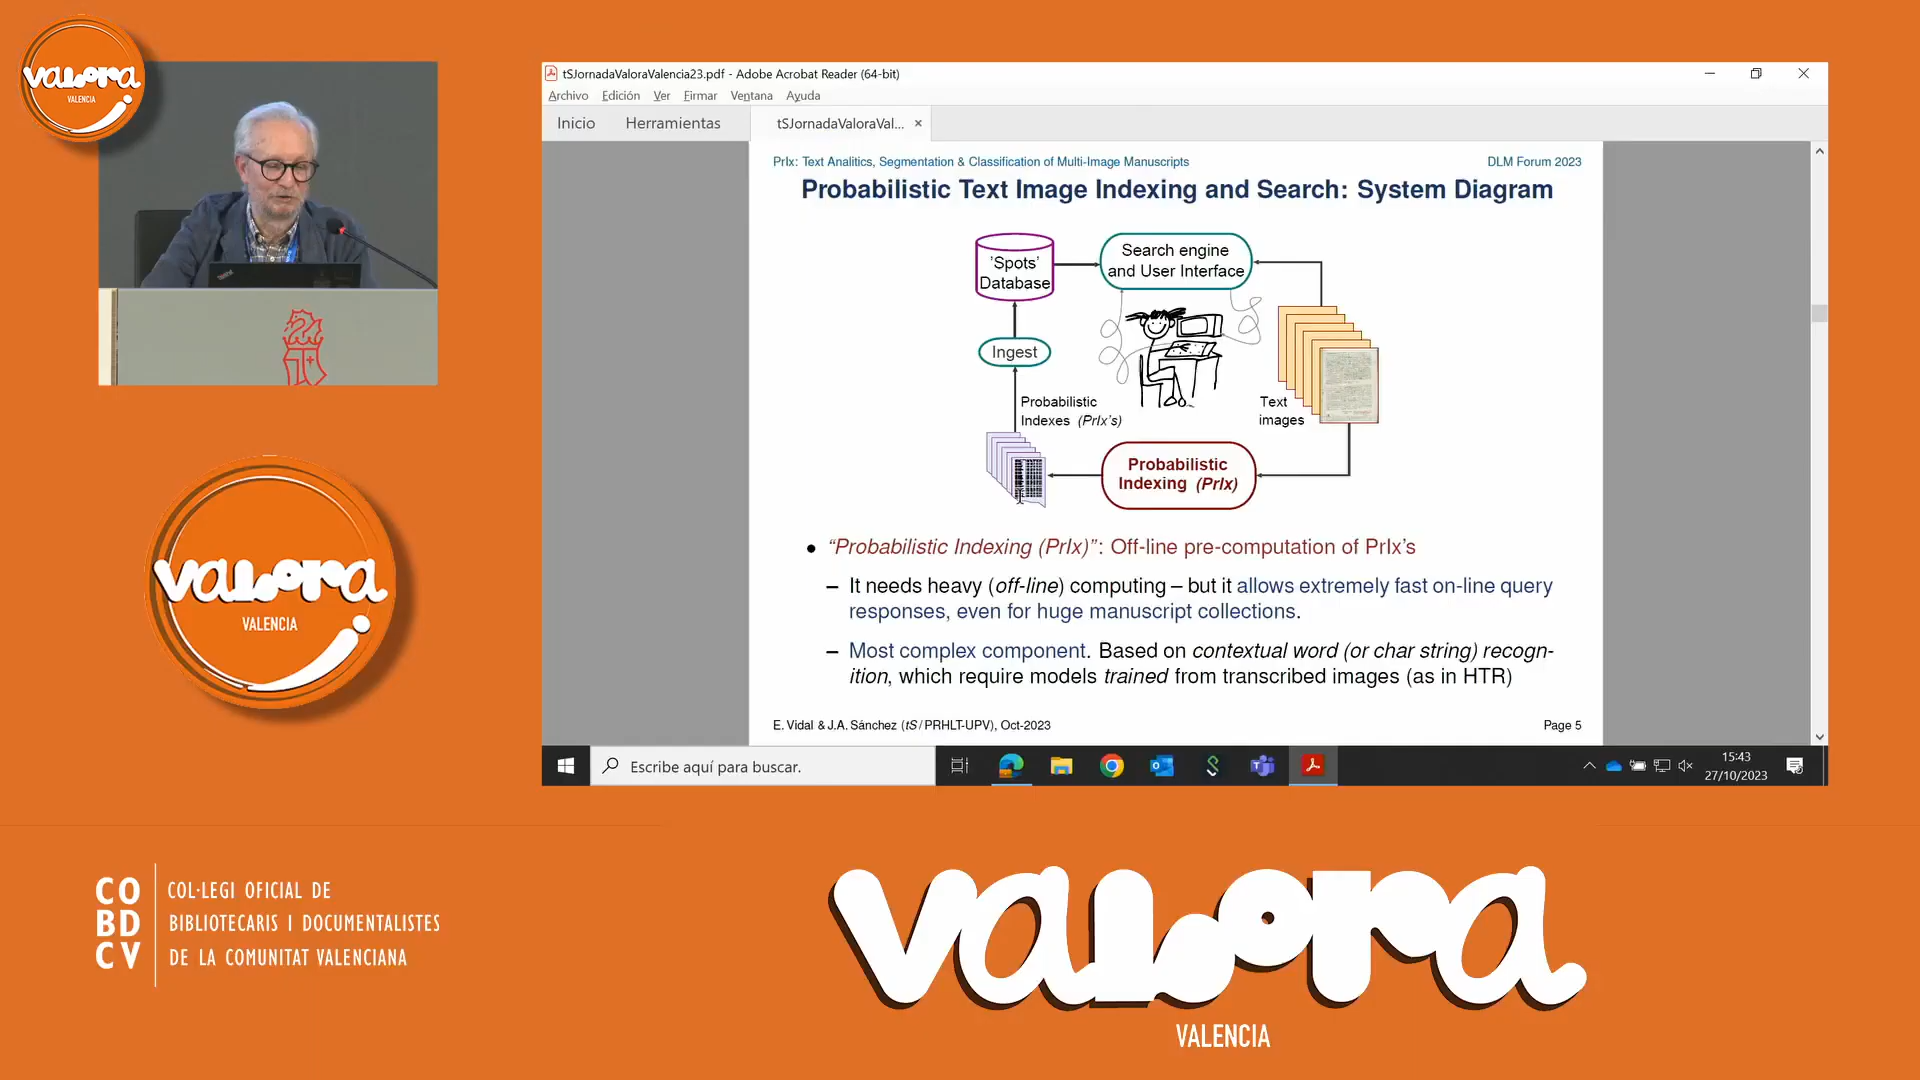 valora
VALENCIA
tSJornadaValoraValencia23.pdf - Adobe Acrobat Reader (64-bit)
Archivo Edición Ver Firmar Ventana Ayuda
Inicio Herramientas tSJornadaValoraVal... ×
PrIx: Text Analitics, Segmentation & Classification of Multi-Image Manuscripts DLM Forum 2023
Probabilistic Text Image Indexing and Search: System Diagram
'Spots'
Database
Search engine
and User Interface
Ingest
Probabilistic
Indexes (PrIx's)
Text
images
Probabilistic
Indexing (PrIx)
• “Probabilistic Indexing (PrIx)”: Off-line pre-computation of PrIx's
– It needs heavy (off-line) computing – but it allows extremely fast on-line query
responses, even for huge manuscript collections.
– Most complex component. Based on contextual word (or char string) recogn-
ition, which require models trained from transcribed images (as in HTR)
E. Vidal & J.A. Sánchez (tS / PRHLT-UPV), Oct-2023 Page 5
Escribe aquí para buscar.
15:43
27/10/2023
valora
VALENCIA
CO
BD
CV
COL·LEGI OFICIAL DE
BIBLIOTECARIS I DOCUMENTALISTES
DE LA COMUNITAT VALENCIANA
valora
VALENCIA